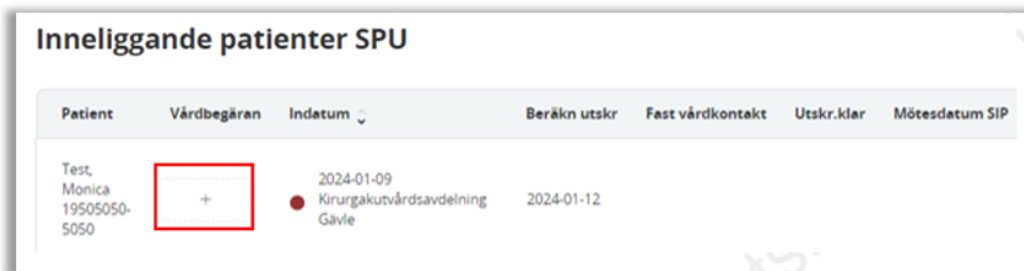 Inneliggande patienter SPU
Patient Vårdbegäran Indatum Beräkn utskr Fast vårdkontakt Utskr.klar Mötesdatum SIP
Test,
Monica
19505050-
5050
+
2024-01-09
Kirurgakutvårdsavdelning
Gävle
2024-01-12